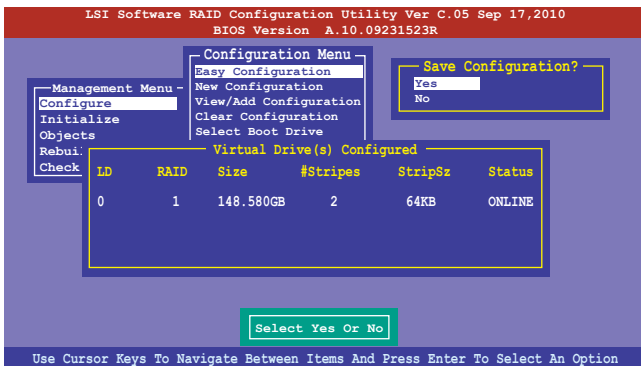 LSI Software RAID Configuration Utility Ver C.05 Sep 17,2010
BIOS Version A.10.09231523R
Configuration Menu
Easy Configuration
New Configuration
View/Add Configuration
Clear Configuration
Select Boot Drive
Save Configuration?
Yes
No
Management Menu
Configure
Initialize
Objects
Check
Virtual Drive(s) Configured
LD RAID Size #Stripes StripSz Status
0 1 148.580GB 2 64KB ONLINE
Select Yes Or No
Use Cursor Keys To Navigate Between Items And Press Enter To Select An Option